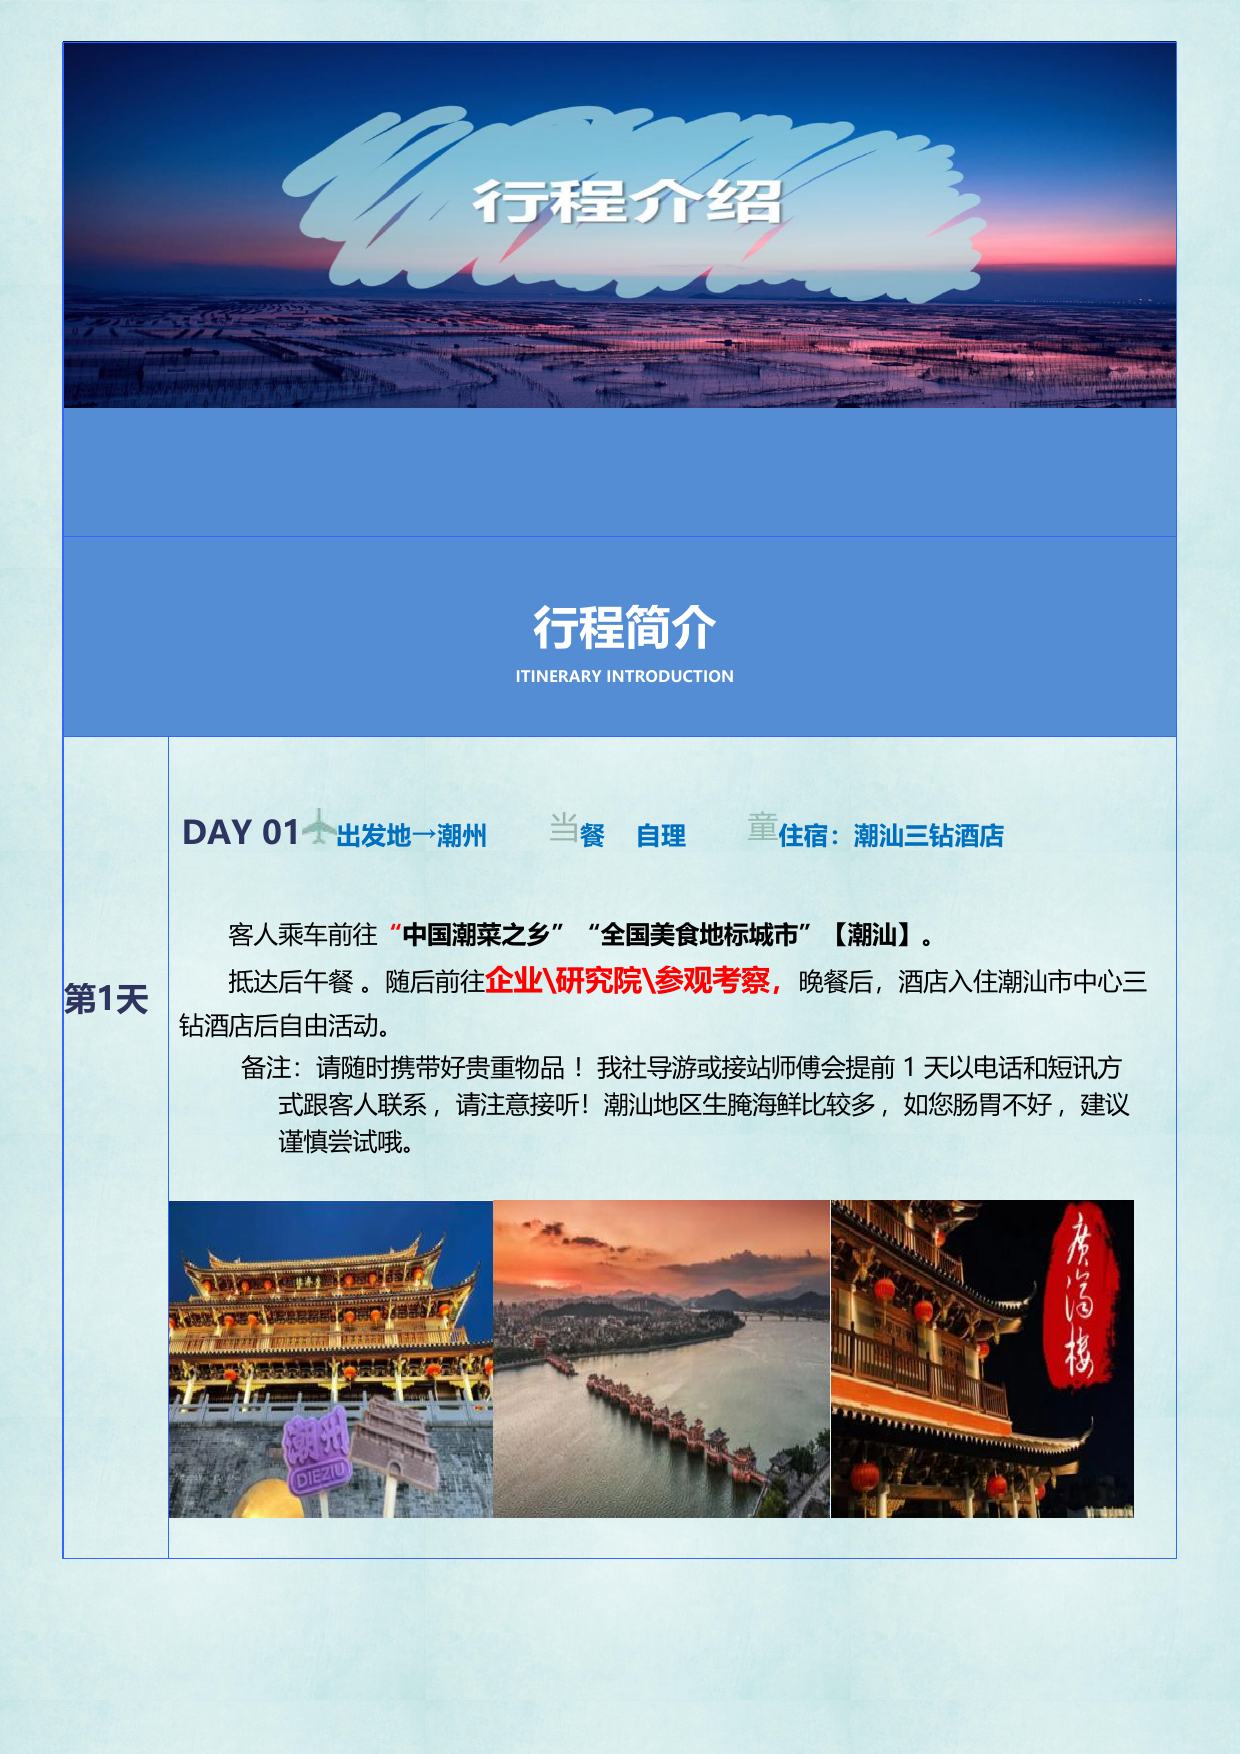 行程介绍
行程简介
ITINERARY INTRODUCTION
DAY 01 出发地→潮州 当餐 自理 童住宿：潮汕三钻酒店
第1天
客人乘车前往“中国潮菜之乡”“全国美食地标城市”【潮汕】。
抵达后午餐 。随后前往企业\研究院\参观考察，晚餐后，酒店入住潮汕市中心三
钻酒店后自由活动。
备注：请随时携带好贵重物品 ！我社导游或接站师傅会提前 1 天以电话和短讯方
式跟客人联系 ，请注意接听！潮汕地区生腌海鲜比较多 ，如您肠胃不好 ，建议
谨慎尝试哦。
潮州
DIEZIU
廣濟樓